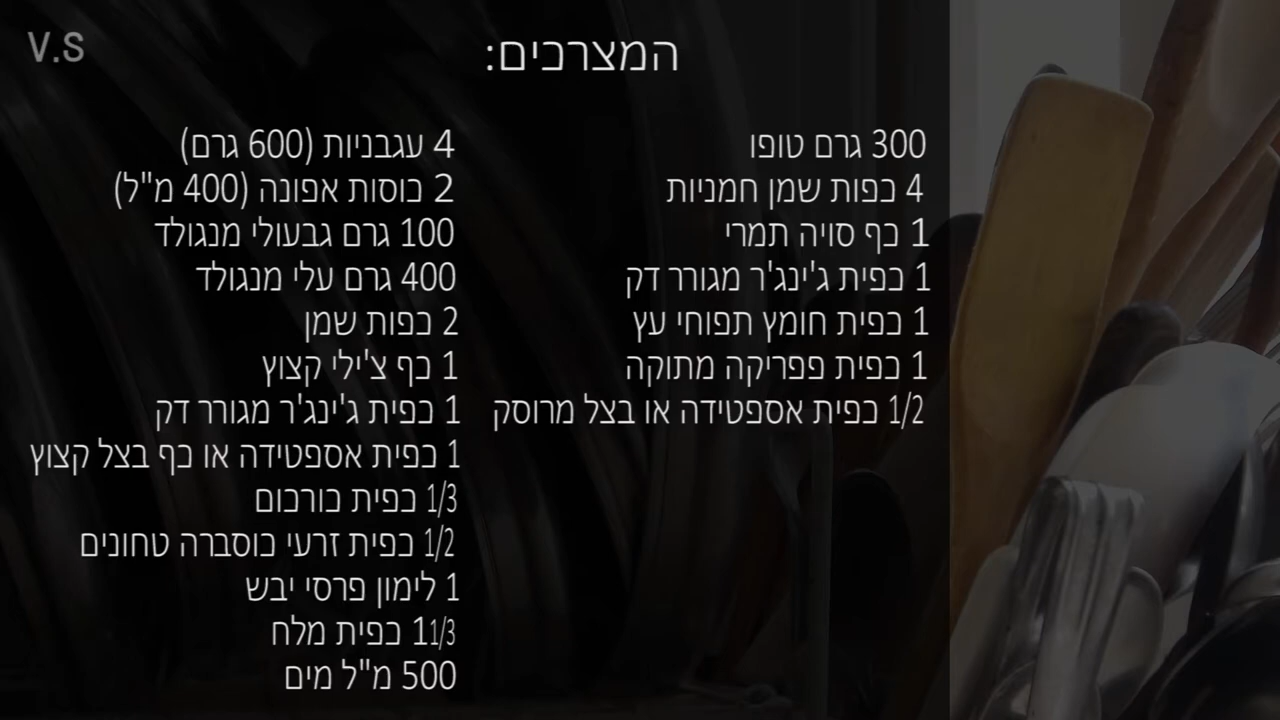 V.S
המצרכים:
300 גרם טופו
4 כפות שמן חמניות
1 כף סויה תמרי
1 כפית ג'ינג'ר מגורר דק
1 כפית חומץ תפוחי עץ
1 כפית פפריקה מתוקה
1/2 כפית אספטידה או בצל מרוסק
4 עגבניות (600 גרם)
2 כוסות אפונה (400 מ"ל)
100 גרם גבעולי מנגולד
400 גרם עלי מנגולד
2 כפות שמן
1 כף צ'ילי קצוץ
1 כפית ג'ינג'ר מגורר דק
1 כפית אספטידה או כף בצל קצוץ
1/3 כפית כורכום
1/2 כפית זרעי כוסברה טחונים
1 לימון פרסי יבש
1 1/3 כפית מלח
500 מ"ל מים